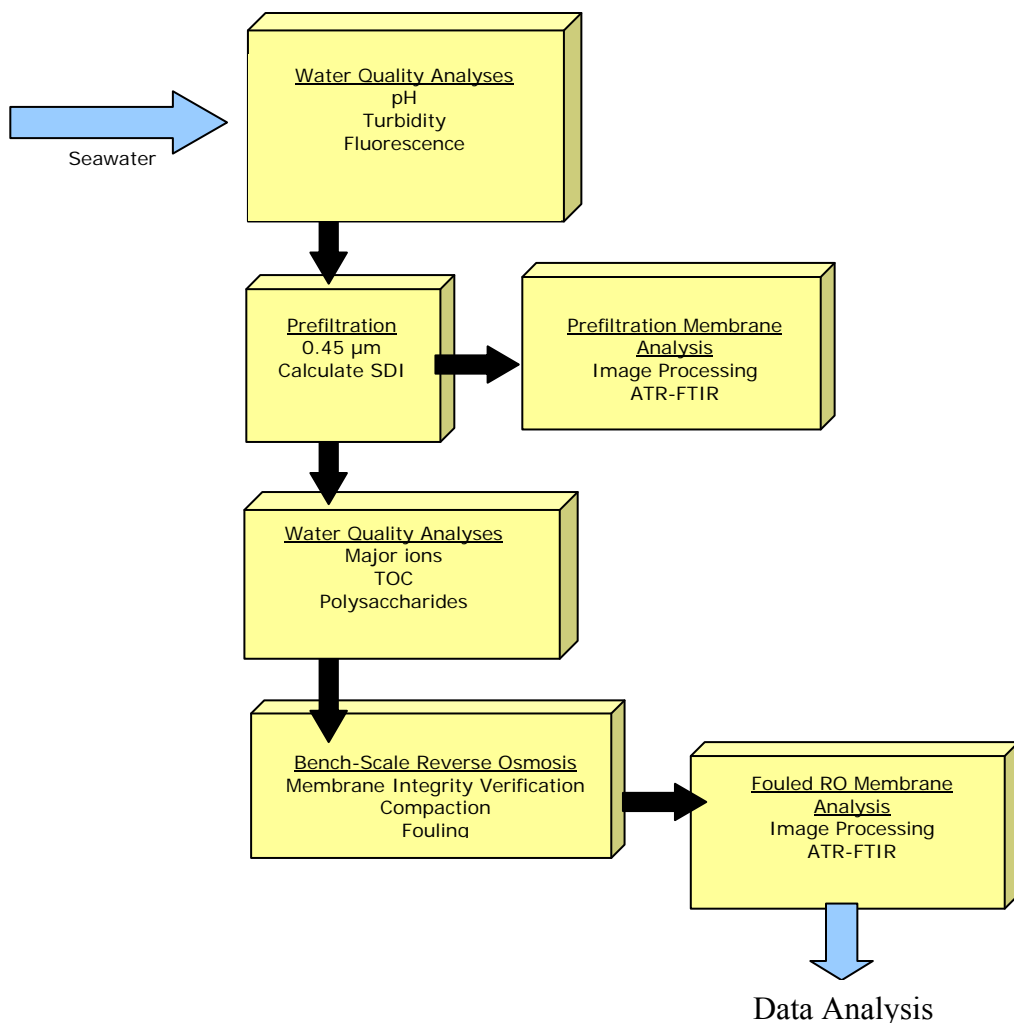 Water Quality Analyses
pH
Turbidity
Fluorescence
Seawater
Prefiltration
0.45 µm
Calculate SDI
Prefiltration Membrane
Analysis
Image Processing
ATR-FTIR
Water Quality Analyses
Major ions
TOC
Polysaccharides
Bench-Scale Reverse Osmosis
Membrane Integrity Verification
Compaction
Fouling
Fouled RO Membrane
Analysis
Image Processing
ATR-FTIR
Data Analysis